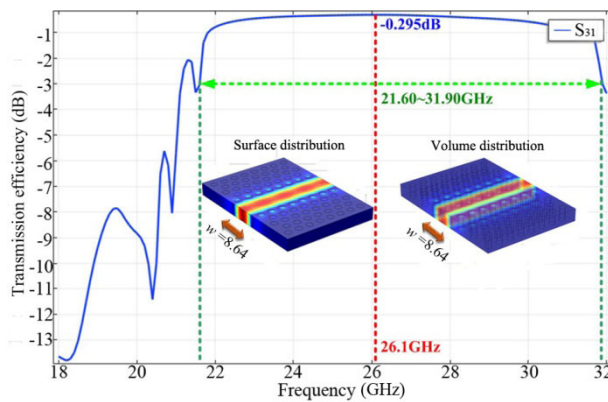 -0.295dB
S31
21.60~31.90GHz
Surface distribution
Volume distribution
w=8.64
w=8.64
26.1GHz
Transmission efficiency (dB)
-1
-2
-3
-4
-5
-6
-7
-8
-9
-10
-11
-12
-13
18
20
22
24
26
28
30
32
Frequency (GHz)